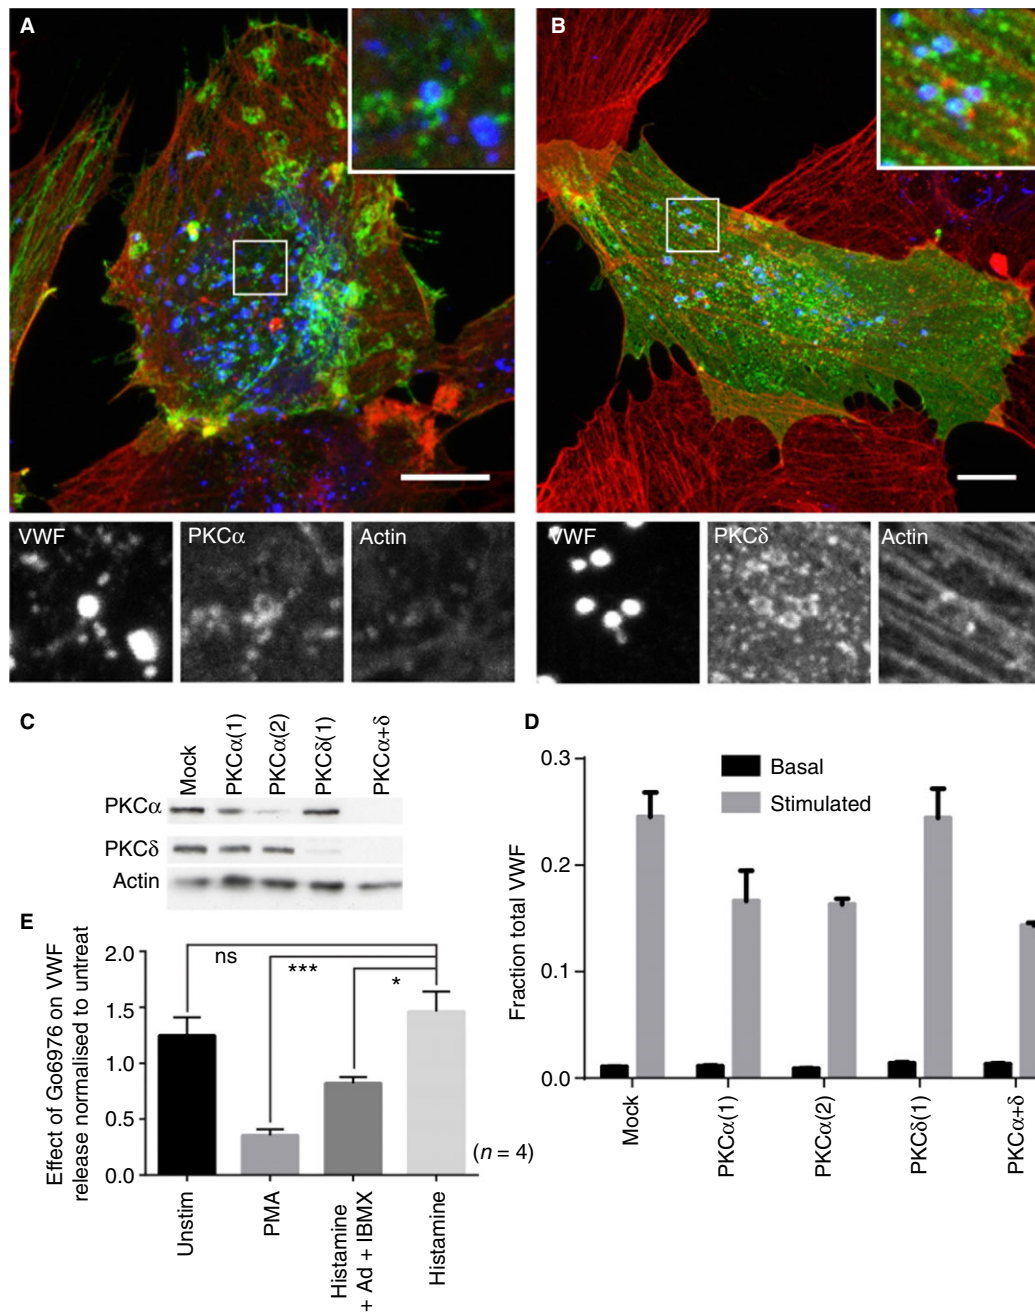 A
B
VWF
PKCα
Actin
VWF
PKCδ
Actin
C
Mock
PKCα(1)
PKCα(2)
PKCδ(1)
PKCα+δ
PKCα
PKCδ
Actin
D
Fraction total VWF
0.3
0.2
0.1
0.0
Basal
Stimulated
Mock
PKCα(1)
PKCα(2)
PKCδ(1)
PKCα+δ
E
Effect of Go6976 on VWF
release normalised to untreat
2.0
1.5
1.0
0.5
0.0
ns
***
*
(n = 4)
Unstim
PMA
Histamine
+ Ad + IBMX
Histamine